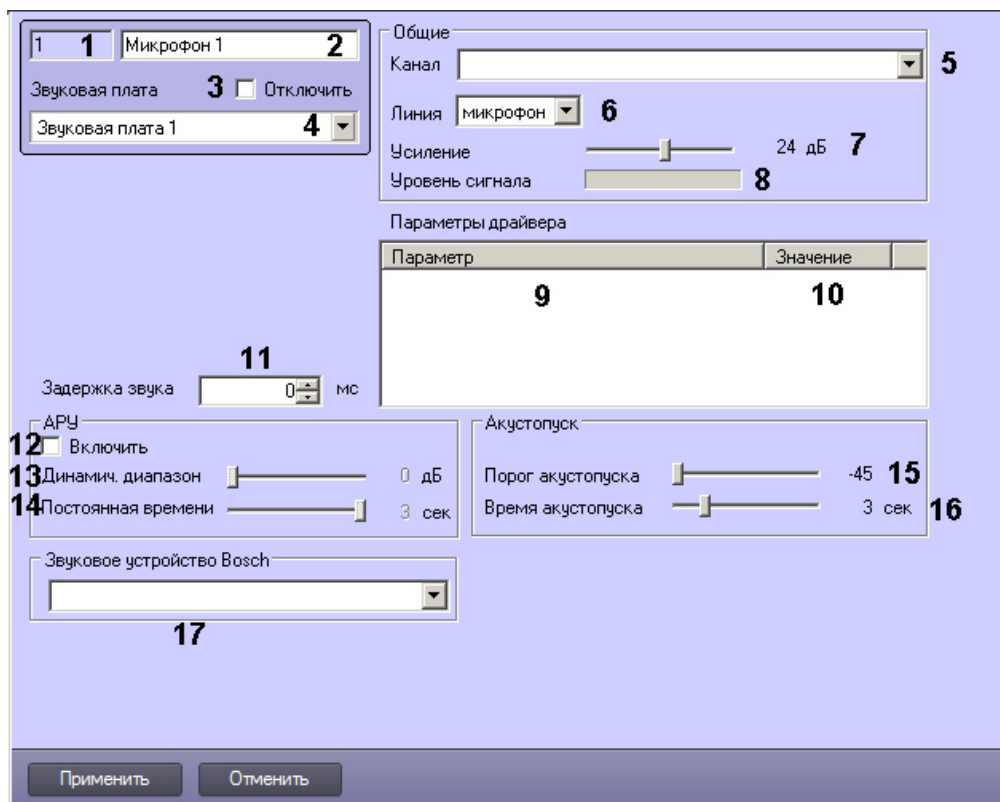 1 1 Микрофон 1 2
Звуковая плата 3 Отключить
Звуковая плата 1 4
Общие
Канал 5
Линия микрофон 6
Усиление 24 дБ 7
Уровень сигнала 8
Параметры драйвера
Параметр Значение
9 10
11
Задержка звука 0 мс
АРУ
12 Включить
13 Динамич. диапазон 0 дБ
14 Постоянная времени 3 сек
Акустопуск
Порог акустопуска -45 15
Время акустопуска 3 сек 16
Звуковое устройство Bosch
17
Применить Отменить